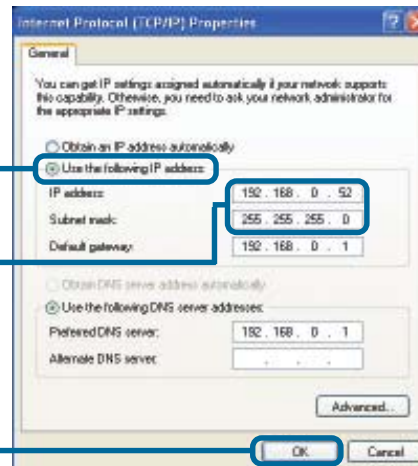 Internet Protocol (TCP/IP) Properties
General
You can get IP settings assigned automatically if your network supports
this capability. Otherwise, you need to ask your network administrator for
the appropriate IP settings.
Obtain an IP address automatically
Use the following IP address:
IP address: 192 . 168 . 0 . 52
Subnet mask: 255 . 255 . 255 . 0
Default gateway: 192 . 168 . 0 . 1
Obtain DNS server address automatically
Use the following DNS server addresses:
Preferred DNS server: 192 . 168 . 0 . 1
Alternate DNS server: . . .
Advanced...
OK Cancel